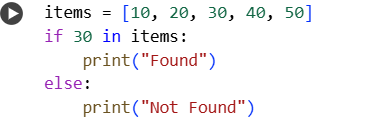 items = [10, 20, 30, 40, 50]
if 30 in items:
    print("Found")
else:
    print("Not Found")